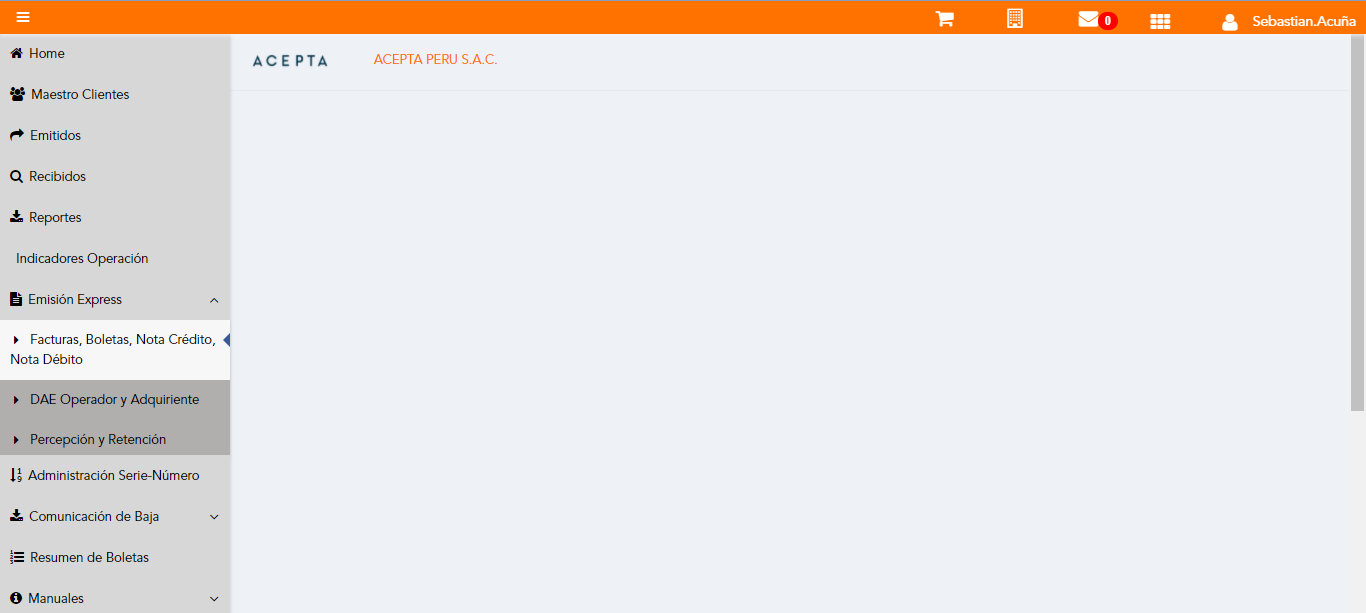 0
Sebastian.Acuña
Home
ACEPTA
ACEPTA PERU S.A.C.
Maestro Clientes
Emitidos
Recibidos
Reportes
Indicadores Operación
Emisión Express
Facturas, Boletas, Nota Crédito,
Nota Débito
DAE Operador y Adquiriente
Percepción y Retención
Administración Serie-Número
Comunicación de Baja
Resumen de Boletas
Manuales